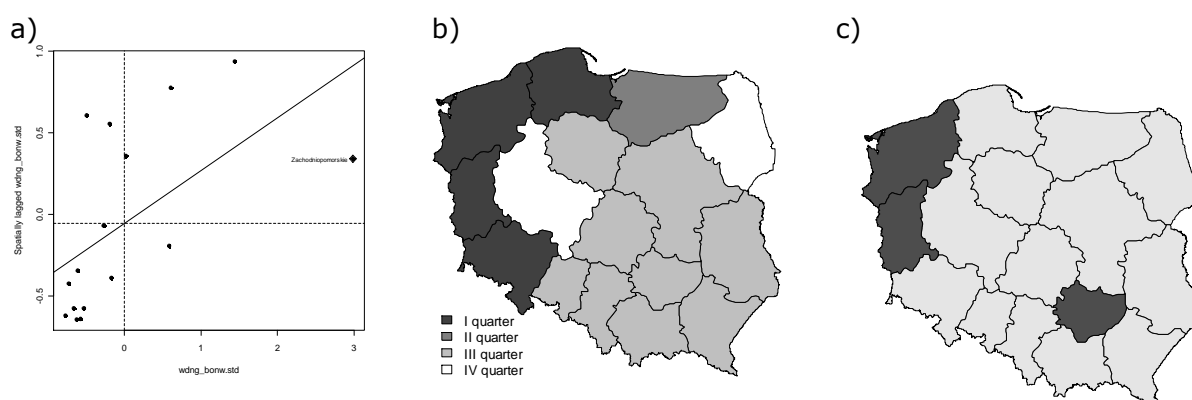 a)
b)
c)
1.0
0.5
0.0
-0.5
Spatially lagged wdng_bonw.std
Zachodniopomorskie
0 1 2 3
wdng_bonw.std
I quarter
II quarter
III quarter
IV quarter